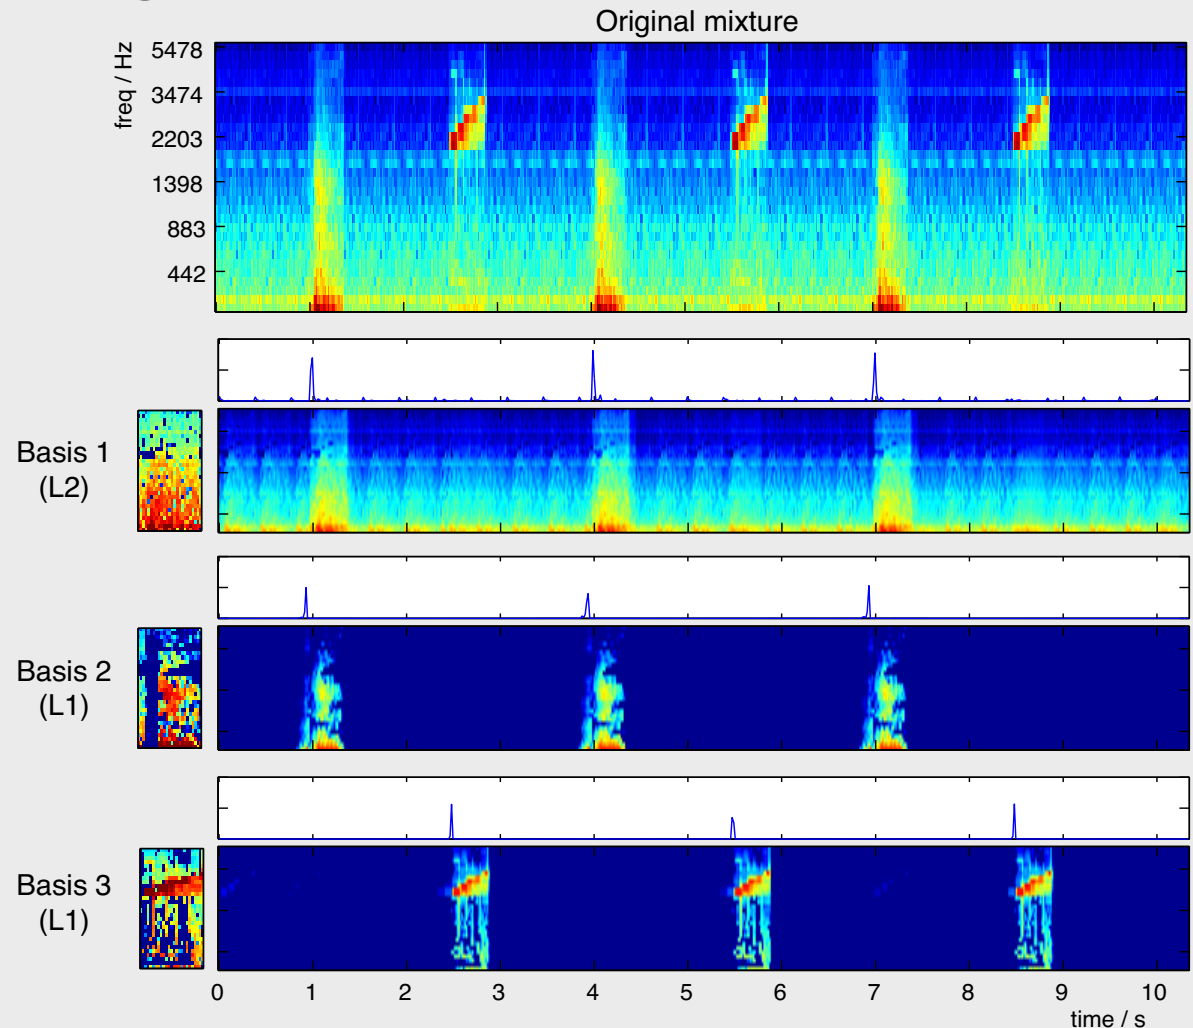 Original mixture
freq / Hz
5478
3474
2203
1398
883
442
Basis 1
(L2)
Basis 2
(L1)
Basis 3
(L1)
0 1 2 3 4 5 6 7 8 9 10
time / s